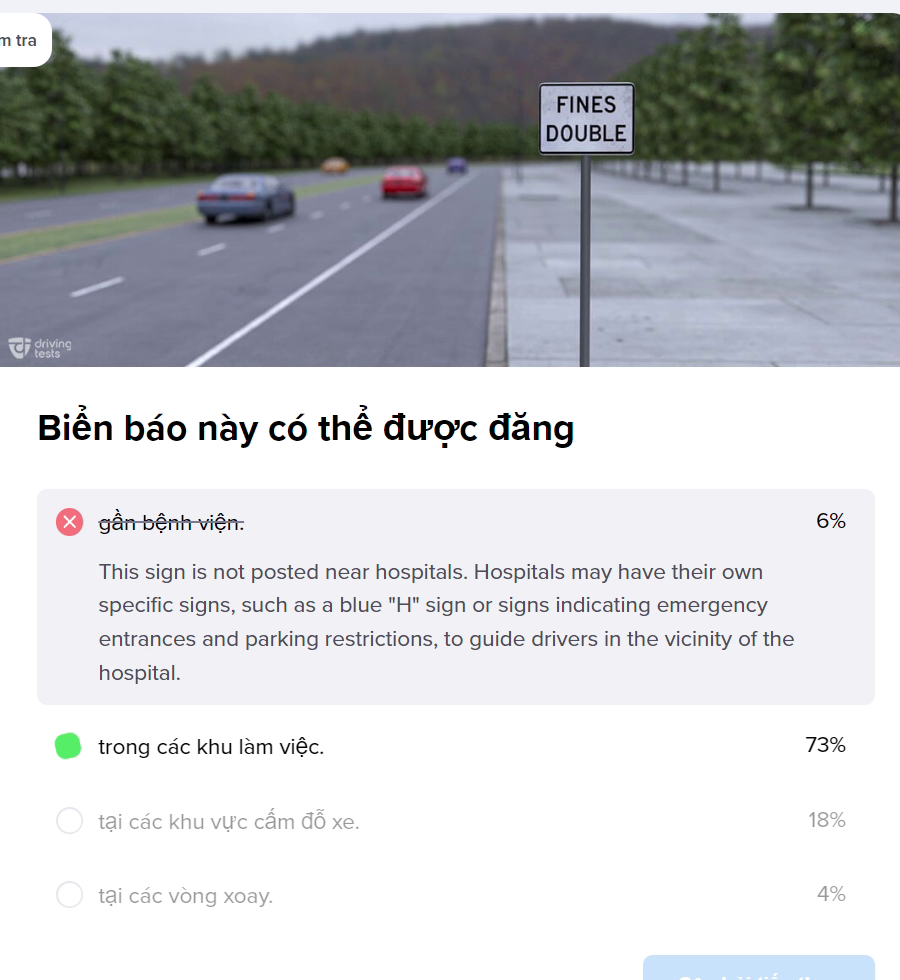 m tra
FINES
DOUBLE
driving
tests
Biển báo này có thể được đăng
gần bệnh viện.
6%
This sign is not posted near hospitals. Hospitals may have their own
specific signs, such as a blue "H" sign or signs indicating emergency
entrances and parking restrictions, to guide drivers in the vicinity of the
hospital.
trong các khu làm việc.
73%
tại các khu vực cấm đỗ xe.
18%
tại các vòng xoay.
4%